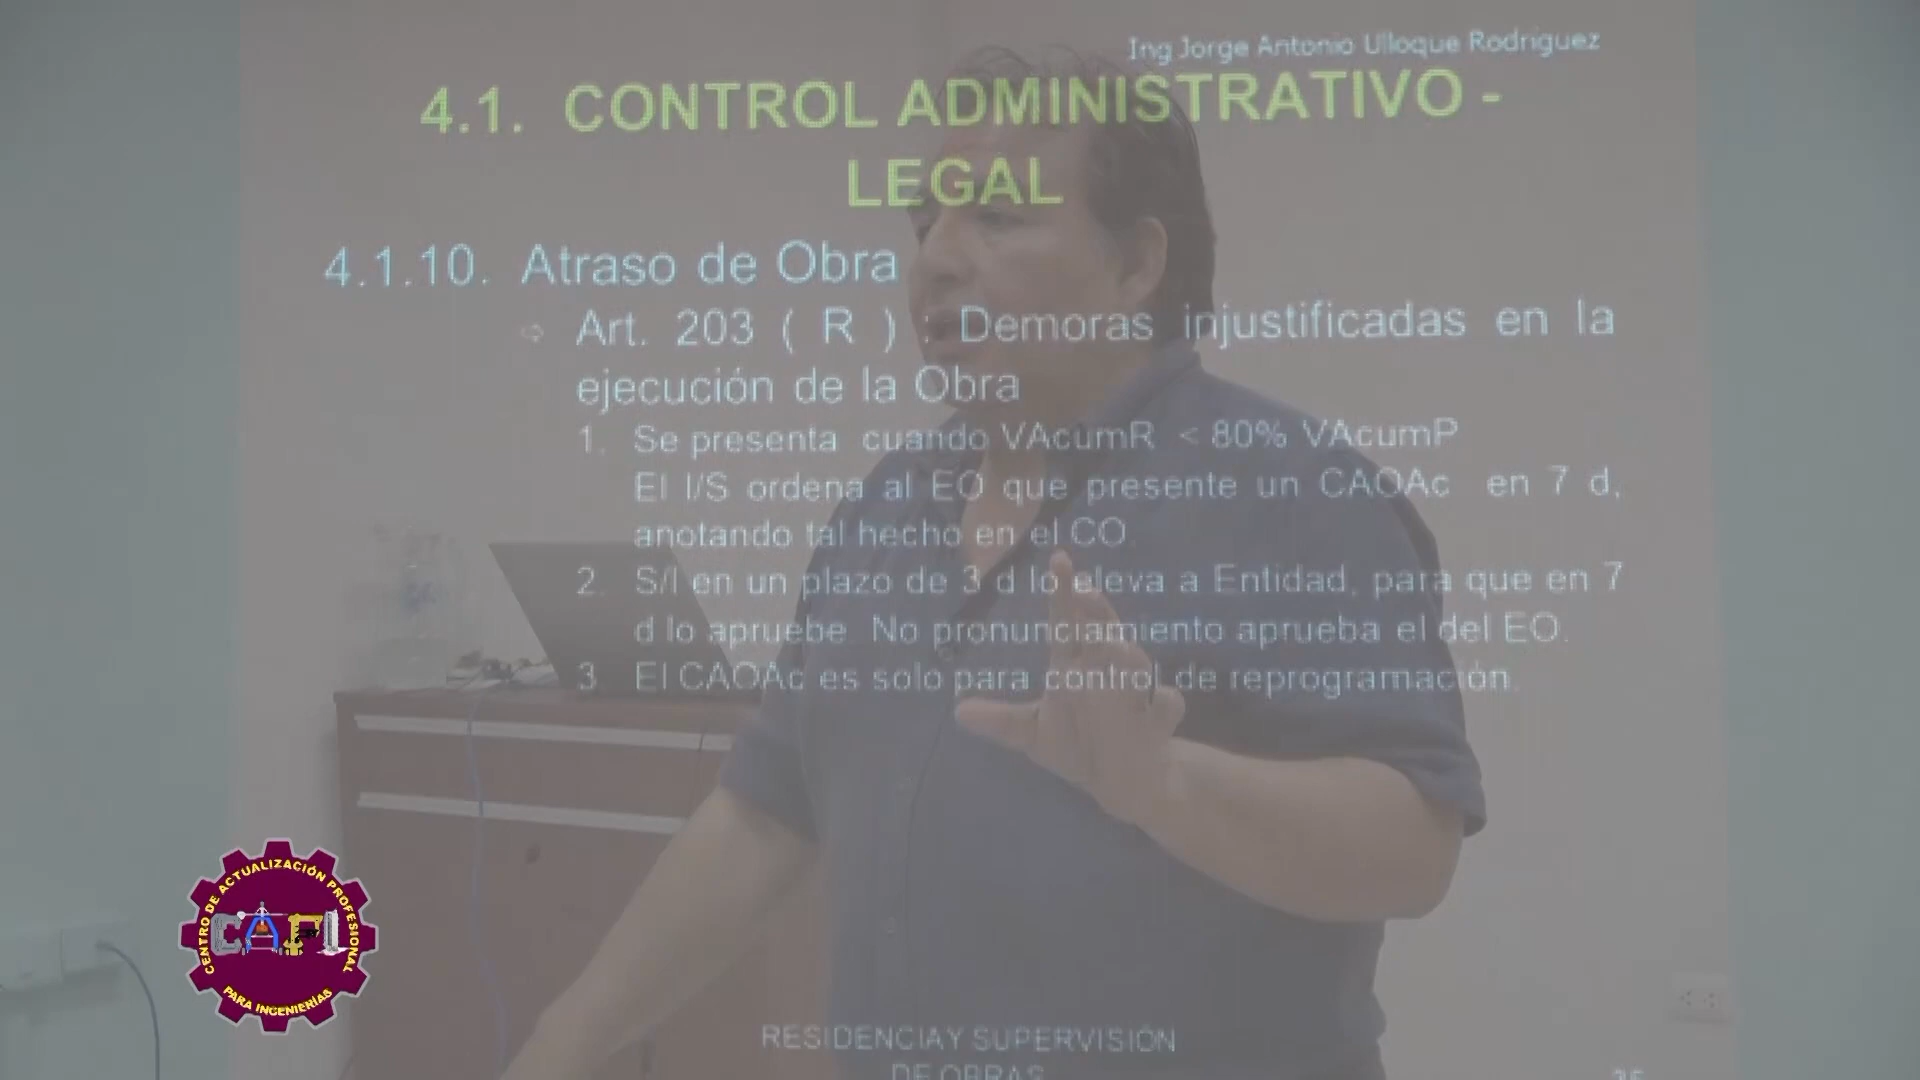 Ing Jorge Antonio Ulloque Rodriguez
4.1. CONTROL ADMINISTRATIVO -
LEGAL
4.1.10. Atraso de Obra
⇨ Art. 203 ( R ) : Demoras injustificadas en la
ejecución de la Obra
1. Se presenta cuando VAcumR < 80% VAcumP
El I/S ordena al EO que presente un CAOAc en 7 d,
anotando tal hecho en el CO.
2. S/I en un plazo de 3 d lo eleva a Entidad, para que en 7
d lo apruebe. No pronunciamiento aprueba el del EO.
3. El CAOAc es solo para control de reprogramación.
CENTRO DE ACTUALIZACIÓN PROFESIONAL
CAPI
PARA INGENIERÍAS
RESIDENCIA Y SUPERVISIÓN
DE OBRAS